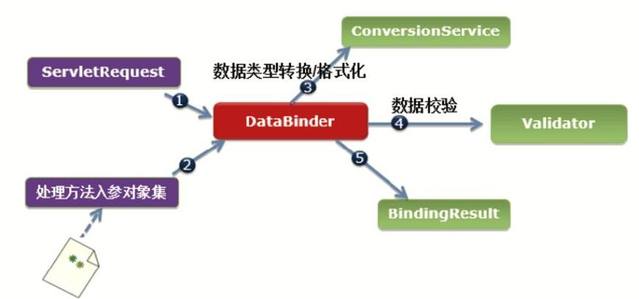 ConversionService
ServletRequest
数据类型转换/格式化
3
1
数据校验
DataBinder
4
Validator
2
5
处理方法入参对象集
BindingResult